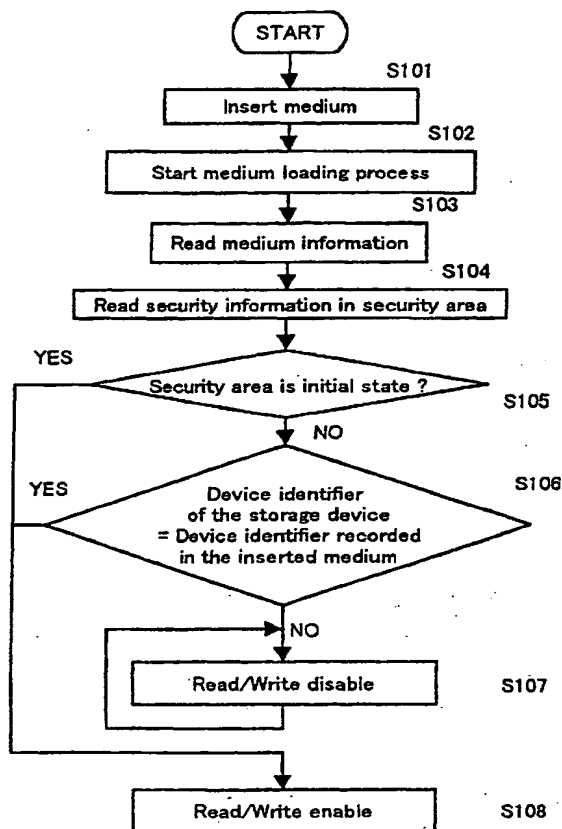 START
S101
Insert medium
S102
Start medium loading process
S103
Read medium information
S104
Read security information in security area
YES
Security area is initial state ?
S105
NO
YES
S106
Device identifier
of the storage device
= Device identifier recorded
in the inserted medium
NO
Read/Write disable
S107
Read/Write enable
S108